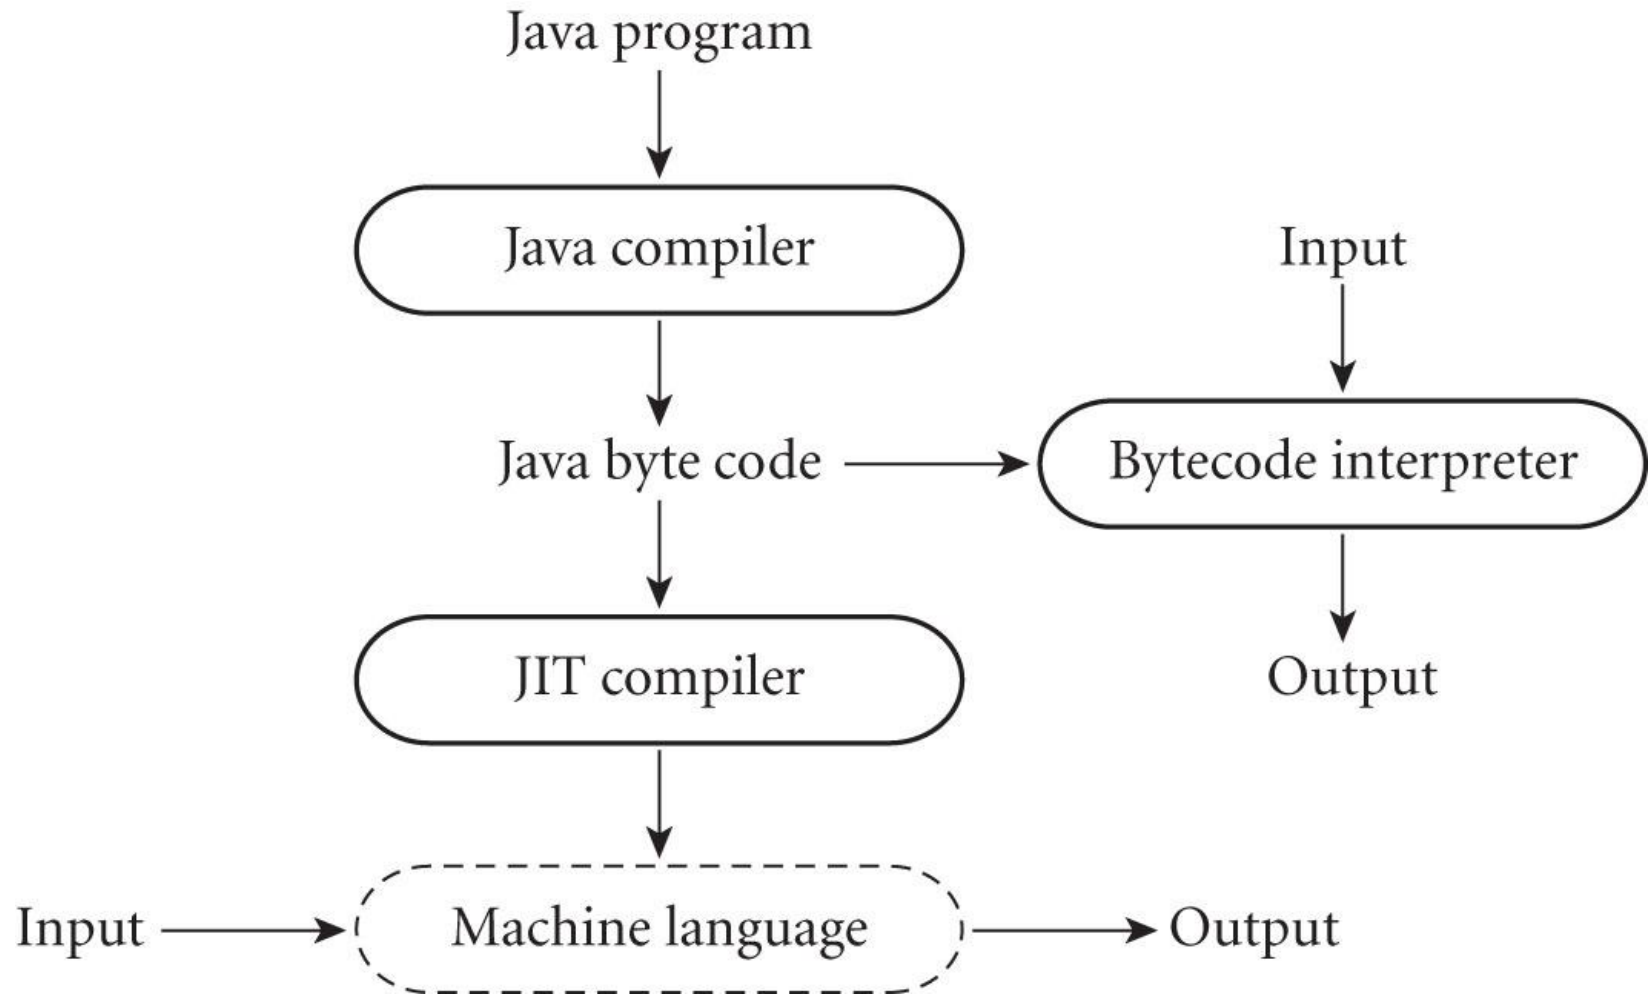 Java program
Java compiler
Input
Java byte code
Bytecode interpreter
JIT compiler
Output
Input
Machine language
Output